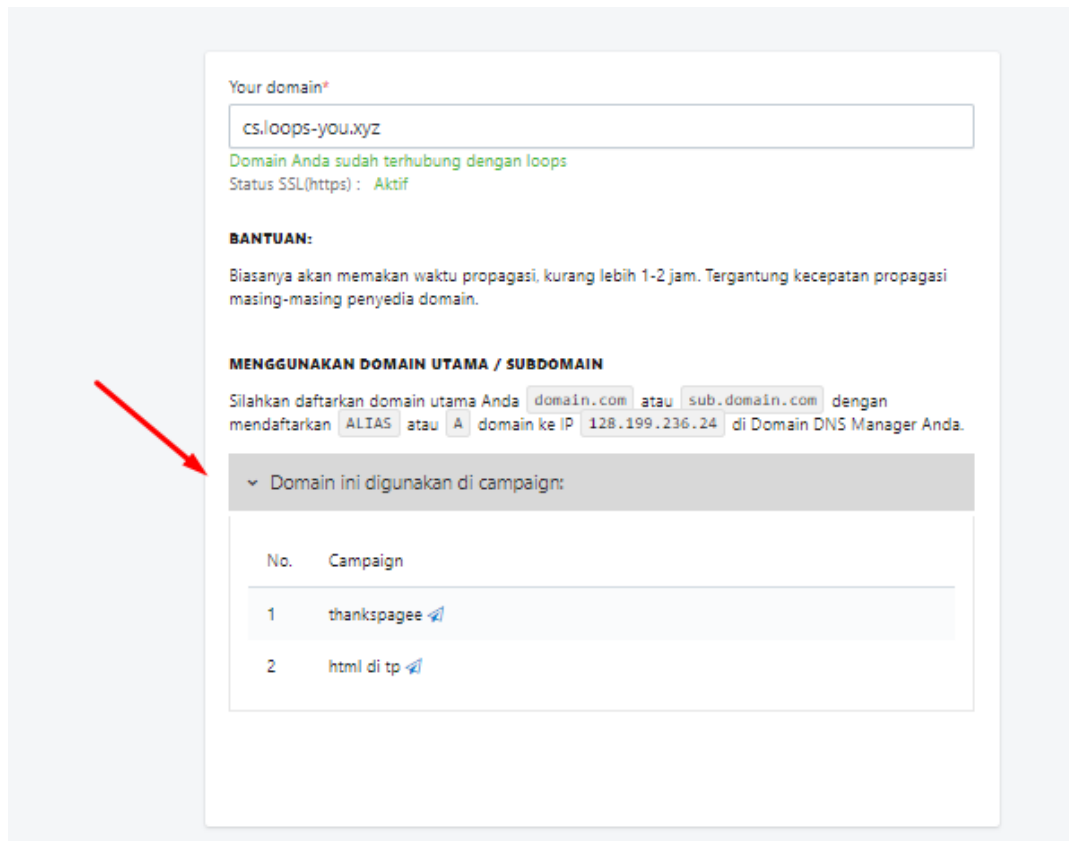 Your domain*
cs.loops-you.xyz
Domain Anda sudah terhubung dengan loops
Status SSL(https) : Aktif
BANTUAN:
Biasanya akan memakan waktu propagasi, kurang lebih 1-2 jam. Tergantung kecepatan propagasi
masing-masing penyedia domain.
MENGGUNAKAN DOMAIN UTAMA / SUBDOMAIN
Silahkan daftarkan domain utama Anda domain.com atau sub.domain.com dengan
mendaftarkan ALIAS atau A domain ke IP 128.199.236.24 di Domain DNS Manager Anda.
Domain ini digunakan di campaign:
No. Campaign
1 thankspagee
2 html di tp